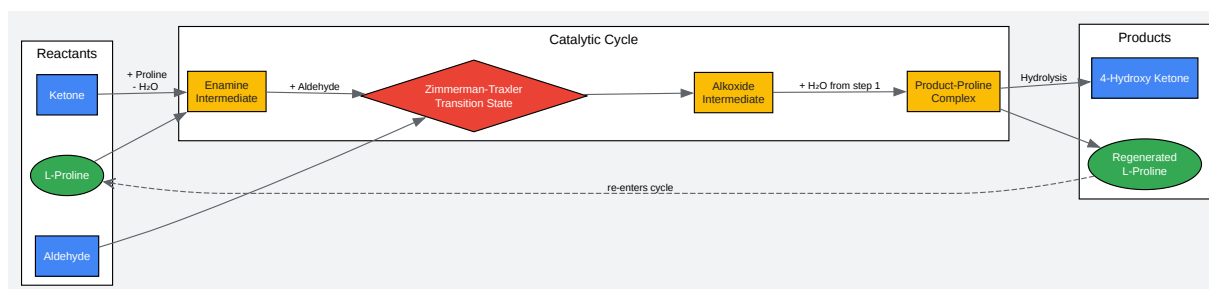 Reactants
Ketone
L-Proline
Aldehyde
+ Proline
- H₂O
Catalytic Cycle
Enamine
Intermediate
+ Aldehyde
Zimmerman-Traxler
Transition State
Alkoxide
Intermediate
+ H₂O from step 1
Product-Proline
Complex
re-enters cycle
Hydrolysis
Products
4-Hydroxy Ketone
Regenerated
L-Proline